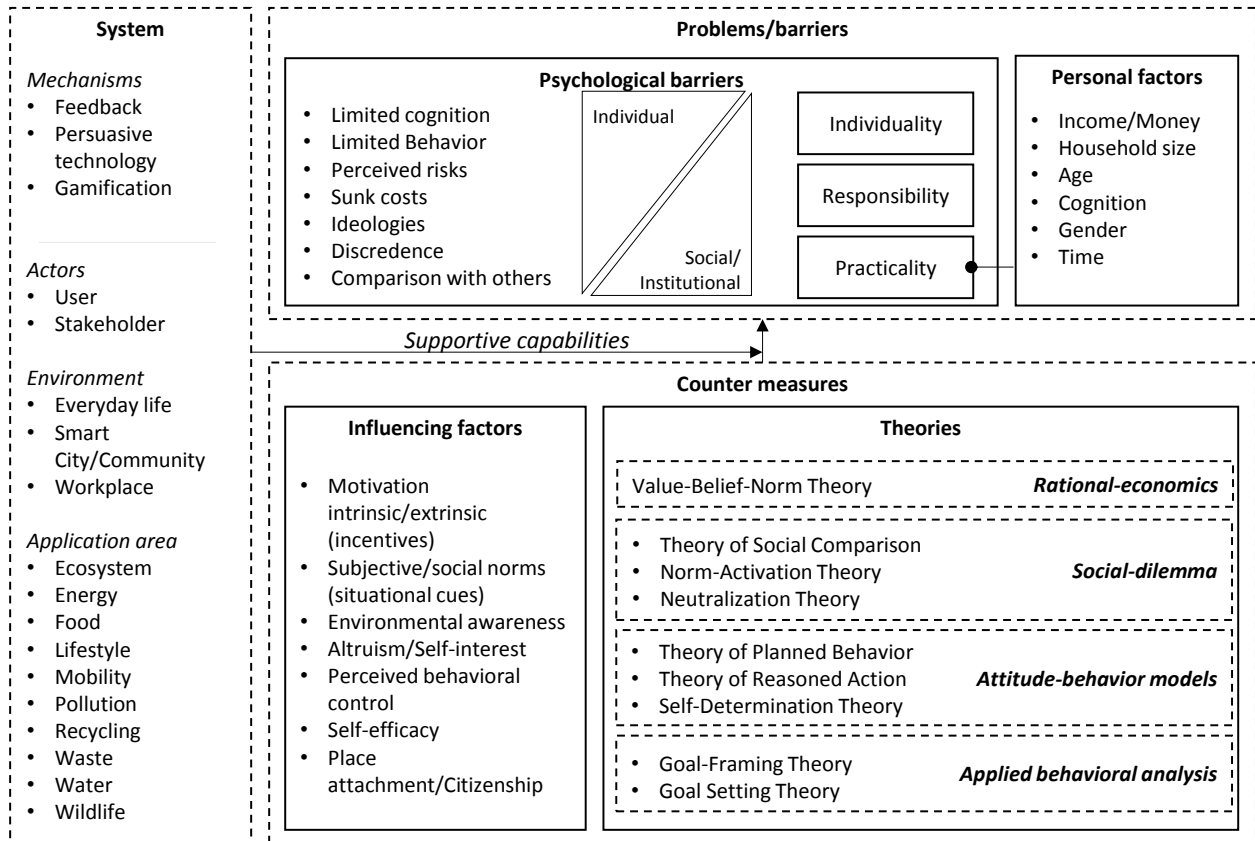 System
Mechanisms
• Feedback
• Persuasive
technology
• Gamification
Actors
• User
• Stakeholder
Environment
• Everyday life
• Smart
City/Community
• Workplace
Application area
• Ecosystem
• Energy
• Food
• Lifestyle
• Mobility
• Pollution
• Recycling
• Waste
• Water
• Wildlife
Problems/barriers
Psychological barriers
• Limited cognition
• Limited Behavior
• Perceived risks
• Sunk costs
• Ideologies
• Discredence
• Comparison with others
Individual
Social/
Institutional
Individuality
Responsibility
Practicality
Personal factors
• Income/Money
• Household size
• Age
• Cognition
• Gender
• Time
Supportive capabilities
Counter measures
Influencing factors
• Motivation
intrinsic/extrinsic
(incentives)
• Subjective/social norms
(situational cues)
• Environmental awareness
• Altruism/Self-interest
• Perceived behavioral
control
• Self-efficacy
• Place
attachment/Citizenship
Theories
Value-Belief-Norm Theory Rational-economics
• Theory of Social Comparison
• Norm-Activation Theory Social-dilemma
• Neutralization Theory
• Theory of Planned Behavior
• Theory of Reasoned Action Attitude-behavior models
• Self-Determination Theory
• Goal-Framing Theory Applied behavioral analysis
• Goal Setting Theory